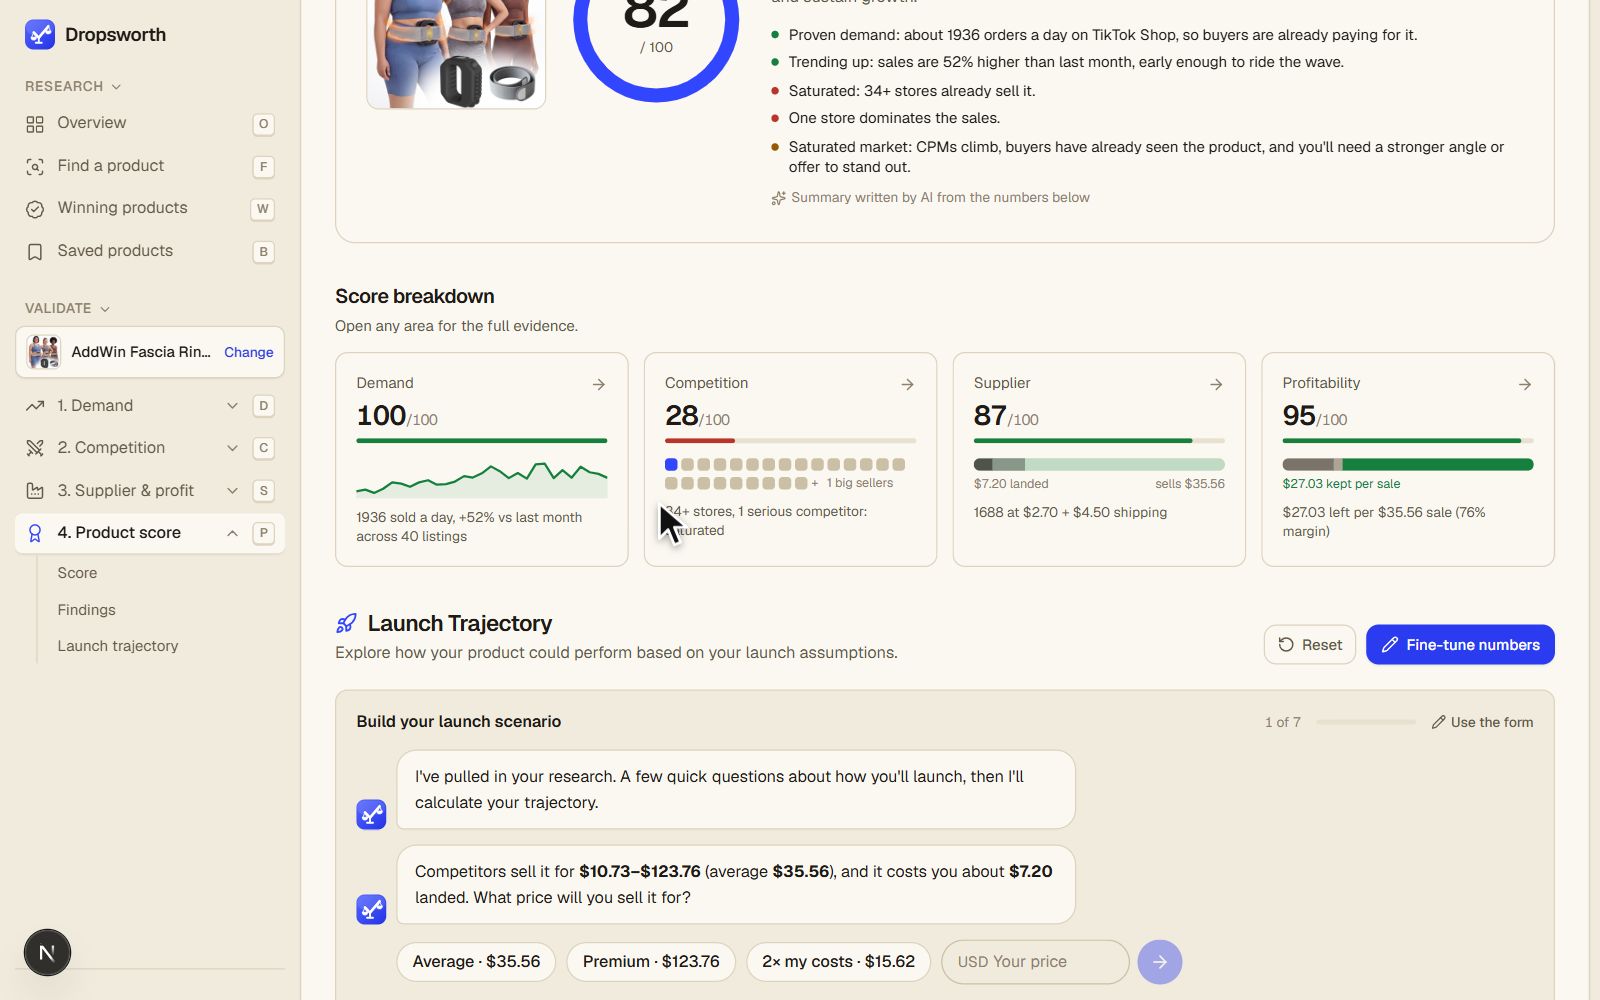 Dropsworth
RESEARCH
Overview
O
Find a product
F
Winning products
W
Saved products
B
VALIDATE
AddWin Fascia Rin...
Change
1. Demand
D
2. Competition
C
3. Supplier & profit
S
4. Product score
P
Score
Findings
Launch trajectory
N
82
/ 100
Proven demand: about 1936 orders a day on TikTok Shop, so buyers are already paying for it.
Trending up: sales are 52% higher than last month, early enough to ride the wave.
Saturated: 34+ stores already sell it.
One store dominates the sales.
Saturated market: CPMs climb, buyers have already seen the product, and you'll need a stronger angle or
offer to stand out.
Summary written by AI from the numbers below
Score breakdown
Open any area for the full evidence.
Demand
100/100
1936 sold a day, +52% vs last month
across 40 listings
Competition
28/100
+ 1 big sellers
34+ stores, 1 serious competitor:
Supplier
87/100
$7.20 landed
sells $35.56
1688 at $2.70 + $4.50 shipping
Profitability
95/100
$27.03 kept per sale
$27.03 left per $35.56 sale (76%
margin)
Launch Trajectory
Explore how your product could perform based on your launch assumptions.
Reset
Fine-tune numbers
Build your launch scenario
1 of 7
Use the form
I've pulled in your research. A few quick questions about how you'll launch, then I'll
calculate your trajectory.
Competitors sell it for $10.73–$123.76 (average $35.56), and it costs you about $7.20
landed. What price will you sell it for?
Average · $35.56
Premium · $123.76
2× my costs · $15.62
USD Your price